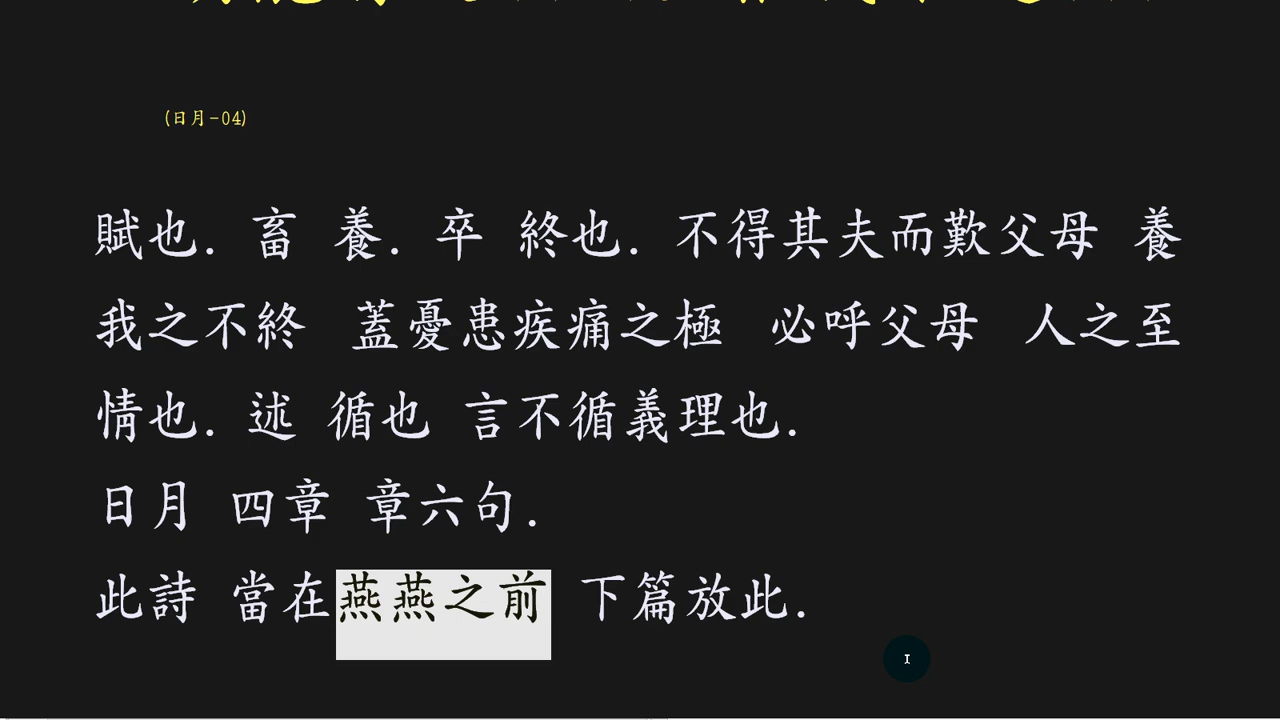 (日月-04)
賦也. 畜 養. 卒 終也. 不得其夫而歎父母 養
我之不終 蓋憂患疾痛之極 必呼父母 人之至
情也. 述 循也 言不循義理也.
日月 四章 章六句.
此詩 當在燕燕之前 下篇放此.